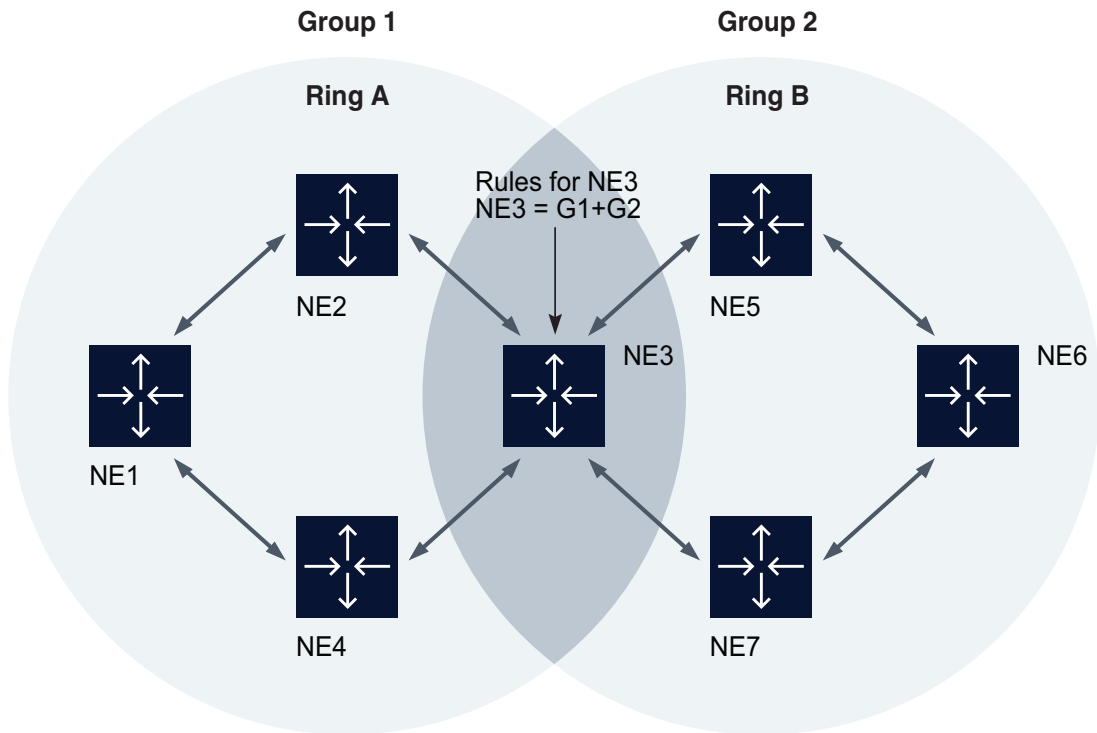 Group 1
Group 2
Ring A
Ring B
Rules for NE3
NE3 = G1+G2
NE2
NE5
NE3
NE6
NE1
NE4
NE7